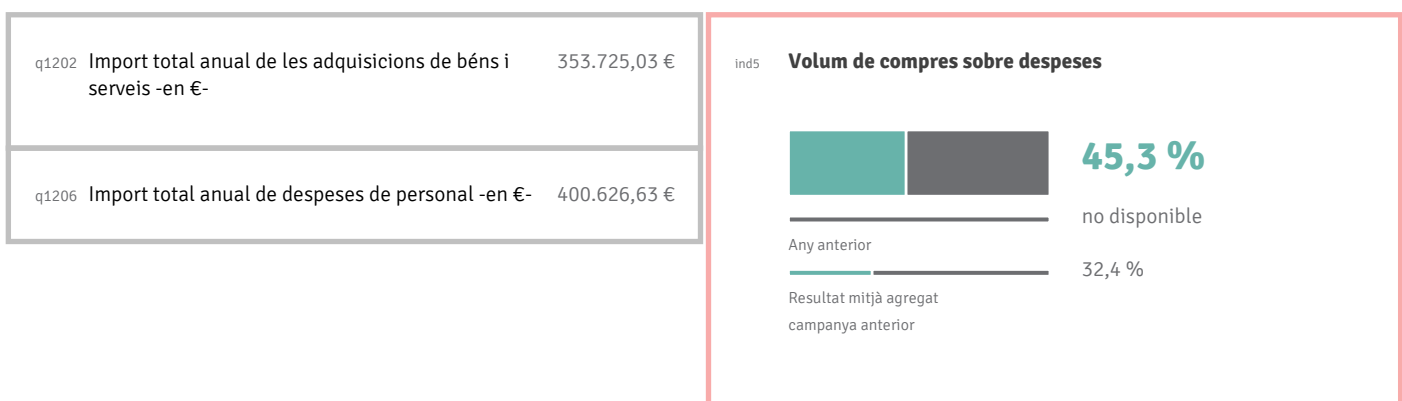 q1202 Import total anual de les adquisicions de béns i 353.725,03 €
serveis -en €-
q1206 Import total anual de despeses de personal -en €- 400.626,63 €
ind5 Volum de compres sobre despeses
45,3 %
no disponible
Any anterior
32,4 %
Resultat mitjà agregat
campanya anterior